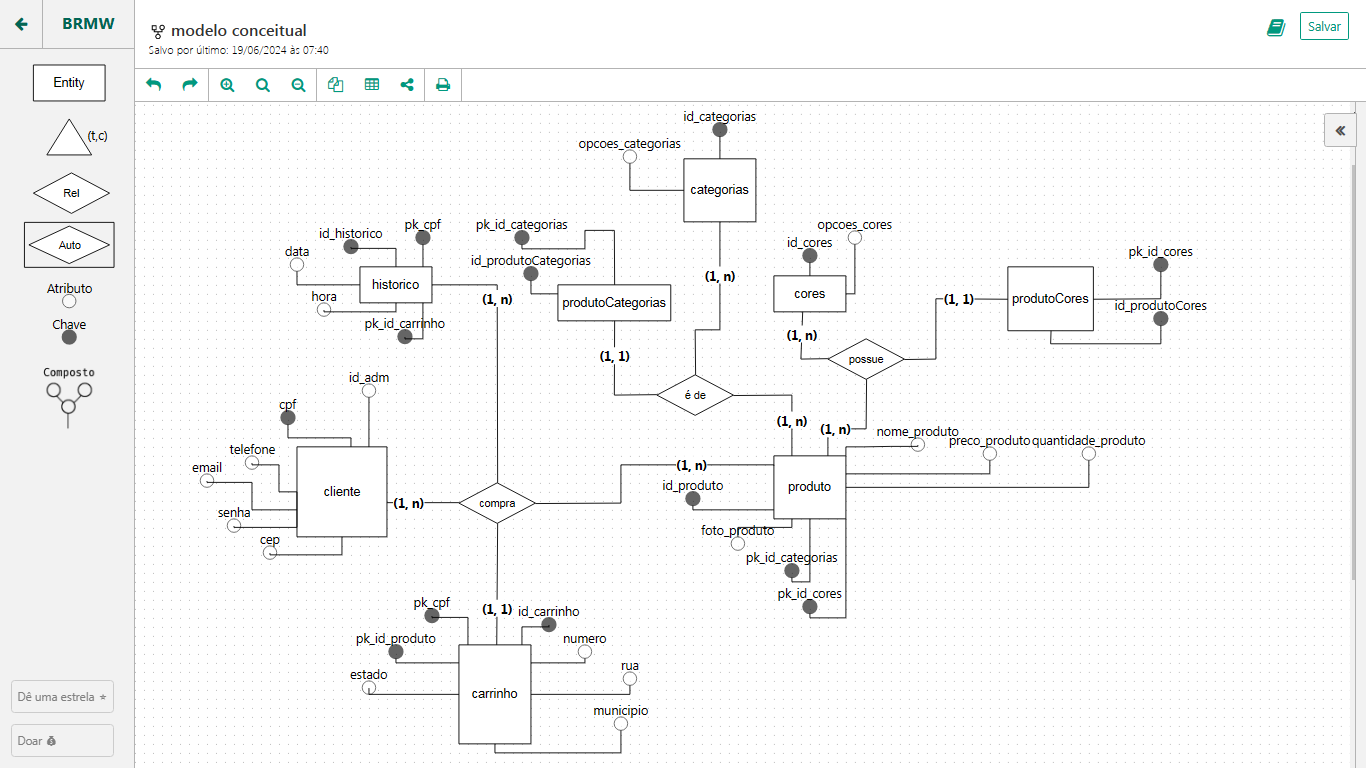 BRMW
modelo conceitual
Salvo por último: 19/06/2024 às 07:40
Salvar
Entity
(t,c)
Rel
Auto
Atributo
Chave
Composto
Dê uma estrela
Doar
id_categorias
opcoes_categorias
categorias
pk_cpf
id_historico
data
historico
hora
pk_id_carrinho
(1, n)
pk_id_categorias
id_produtoCategorias
produtoCategorias
(1, 1)
(1, n)
é de
(1, n)
opcoes_cores
id_cores
cores
(1, n)
possue
(1, 1)
(1, n)
pk_id_cores
produtoCores
id_produtoCores
id_adm
cpf
telefone
email
senha
cep
cliente
(1, n)
compra
(1, n)
nome_produto
preco_produto
quantidade_produto
produto
id_produto
foto_produto
pk_id_categorias
pk_id_cores
(1, 1)
pk_cpf
id_carrinho
pk_id_produto
numero
estado
rua
carrinho
municipio